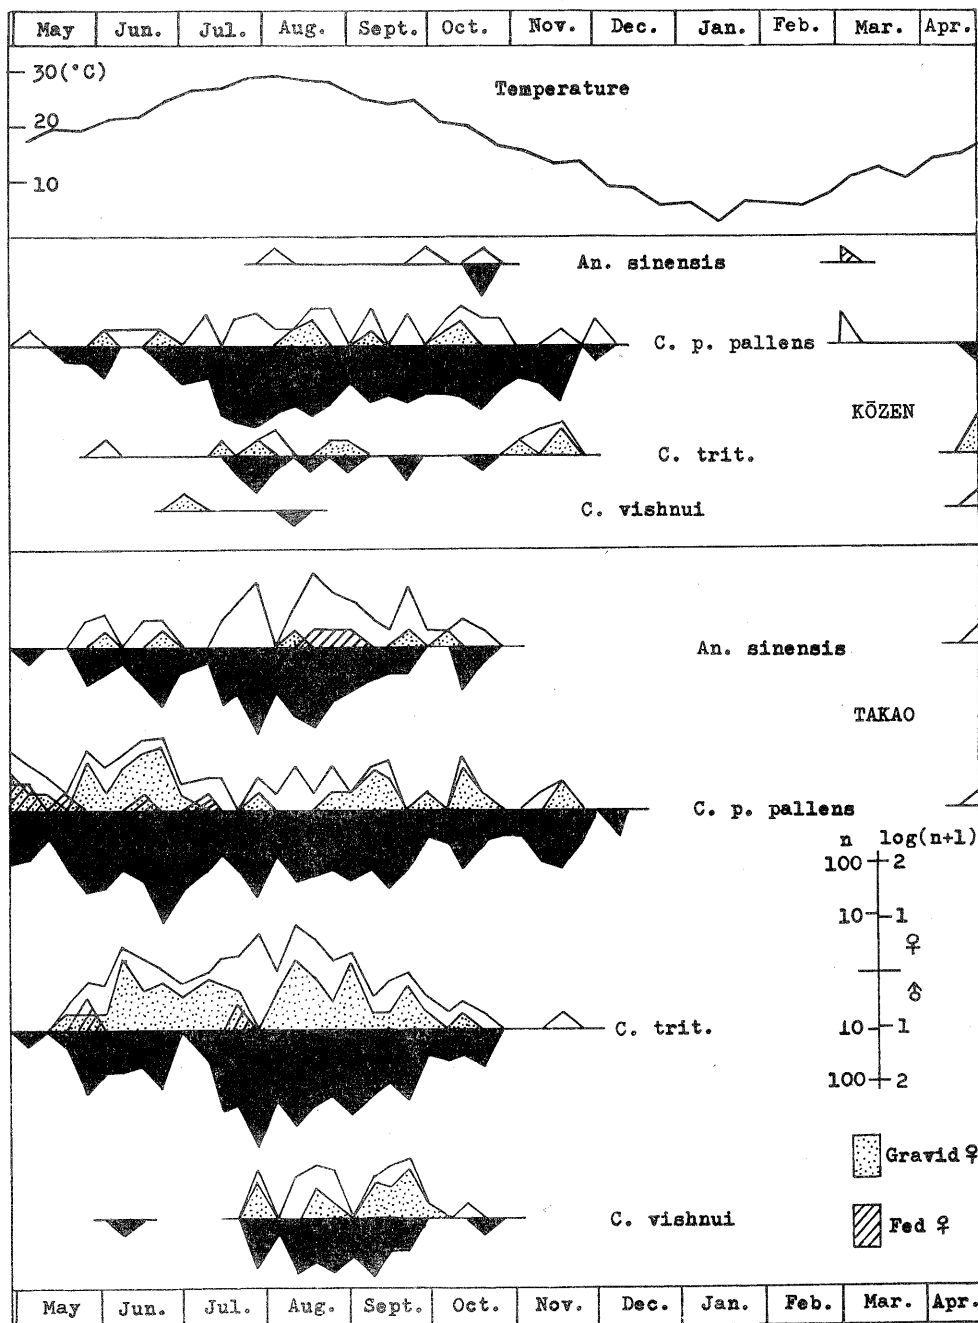 May Jun. Jul. Aug. Sept. Oct. Nov. Dec. Jan. Feb. Mar. Apr.
30(°C)
Temperature
20
10
An. sinensis
C. p. pallens
KŌZEN
C. trit.
C. vishnui
An. sinensis
TAKAO
C. p. pallens
n log(n+1)
100 2
10 1
♀
♂
C. trit.
10 1
100 2
Gravid ♀
C. vishnui
Fed ♀
May Jun. Jul. Aug. Sept. Oct. Nov. Dec. Jan. Feb. Mar. Apr.